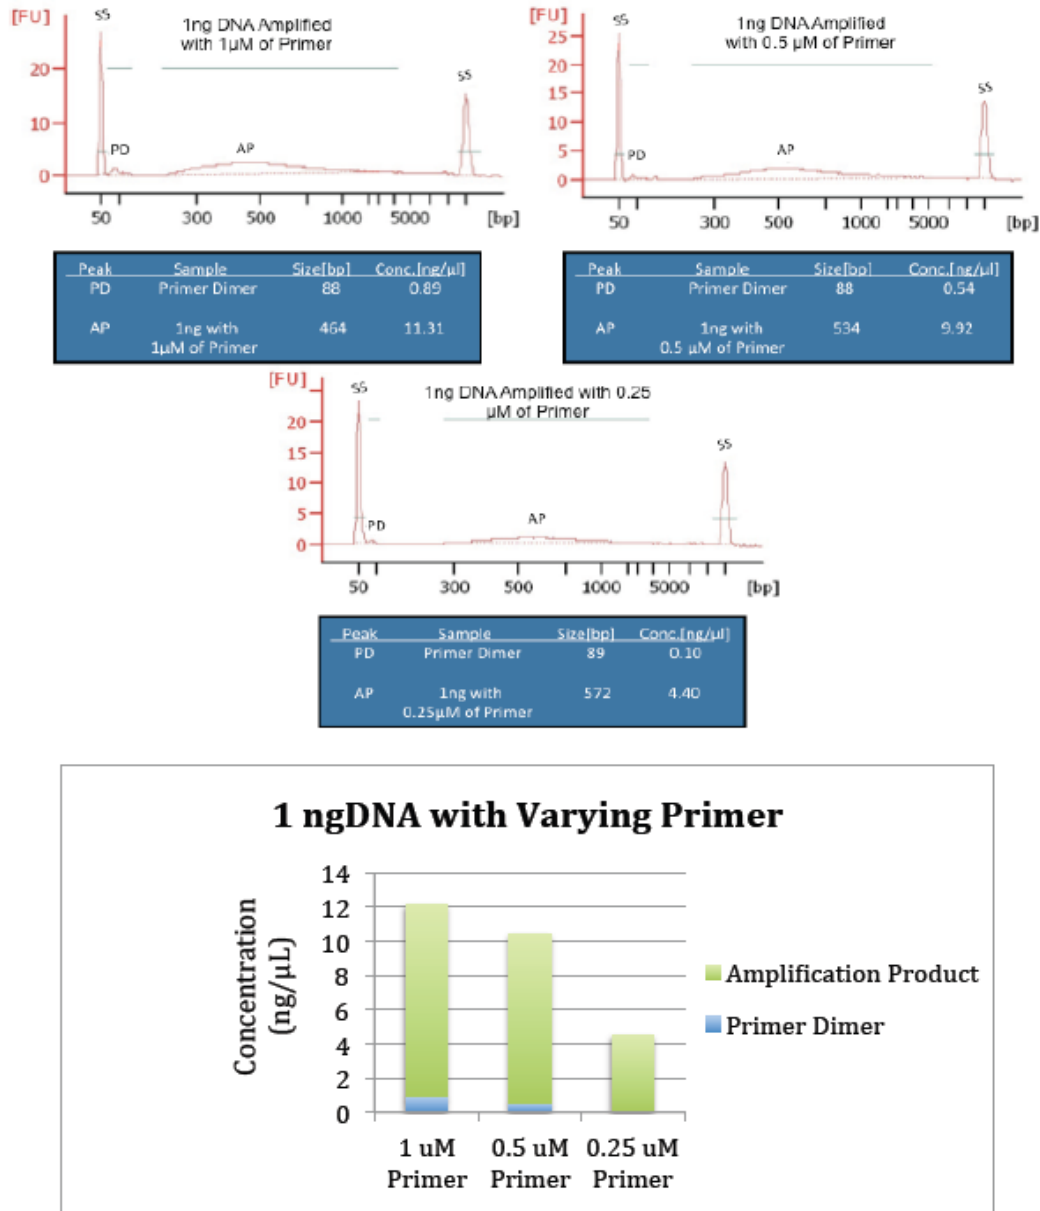 [FU]
SS
1ng DNA Amplified
with 1µM of Primer
20
10
0
PD
AP
SS
50 300 500 1000 5000 [bp]
Peak Sample Size[bp] Conc.[ng/µl]
PD Primer Dimer 88 0.89
AP 1ng with 464 11.31
1µM of Primer
[FU]
SS
1ng DNA Amplified
with 0.5 µM of Primer
25
20
15
10
5
0
PD
AP
SS
50 300 500 1000 5000 [bp]
Peak Sample Size[bp] Conc.[ng/µl]
PD Primer Dimer 88 0.54
AP 1ng with 534 9.92
0.5 µM of Primer
[FU]
SS
1ng DNA Amplified with 0.25
µM of Primer
20
15
10
5
0
PD
AP
SS
50 300 500 1000 5000 [bp]
Peak Sample Size[bp] Conc.[ng/µl]
PD Primer Dimer 89 0.10
AP 1ng with 572 4.40
0.25µM of Primer
1 ngDNA with Varying Primer
Concentration
(ng/µL)
14
12
10
8
6
4
2
0
1 uM 0.5 uM 0.25 uM
Primer Primer Primer
Amplification Product
Primer Dimer